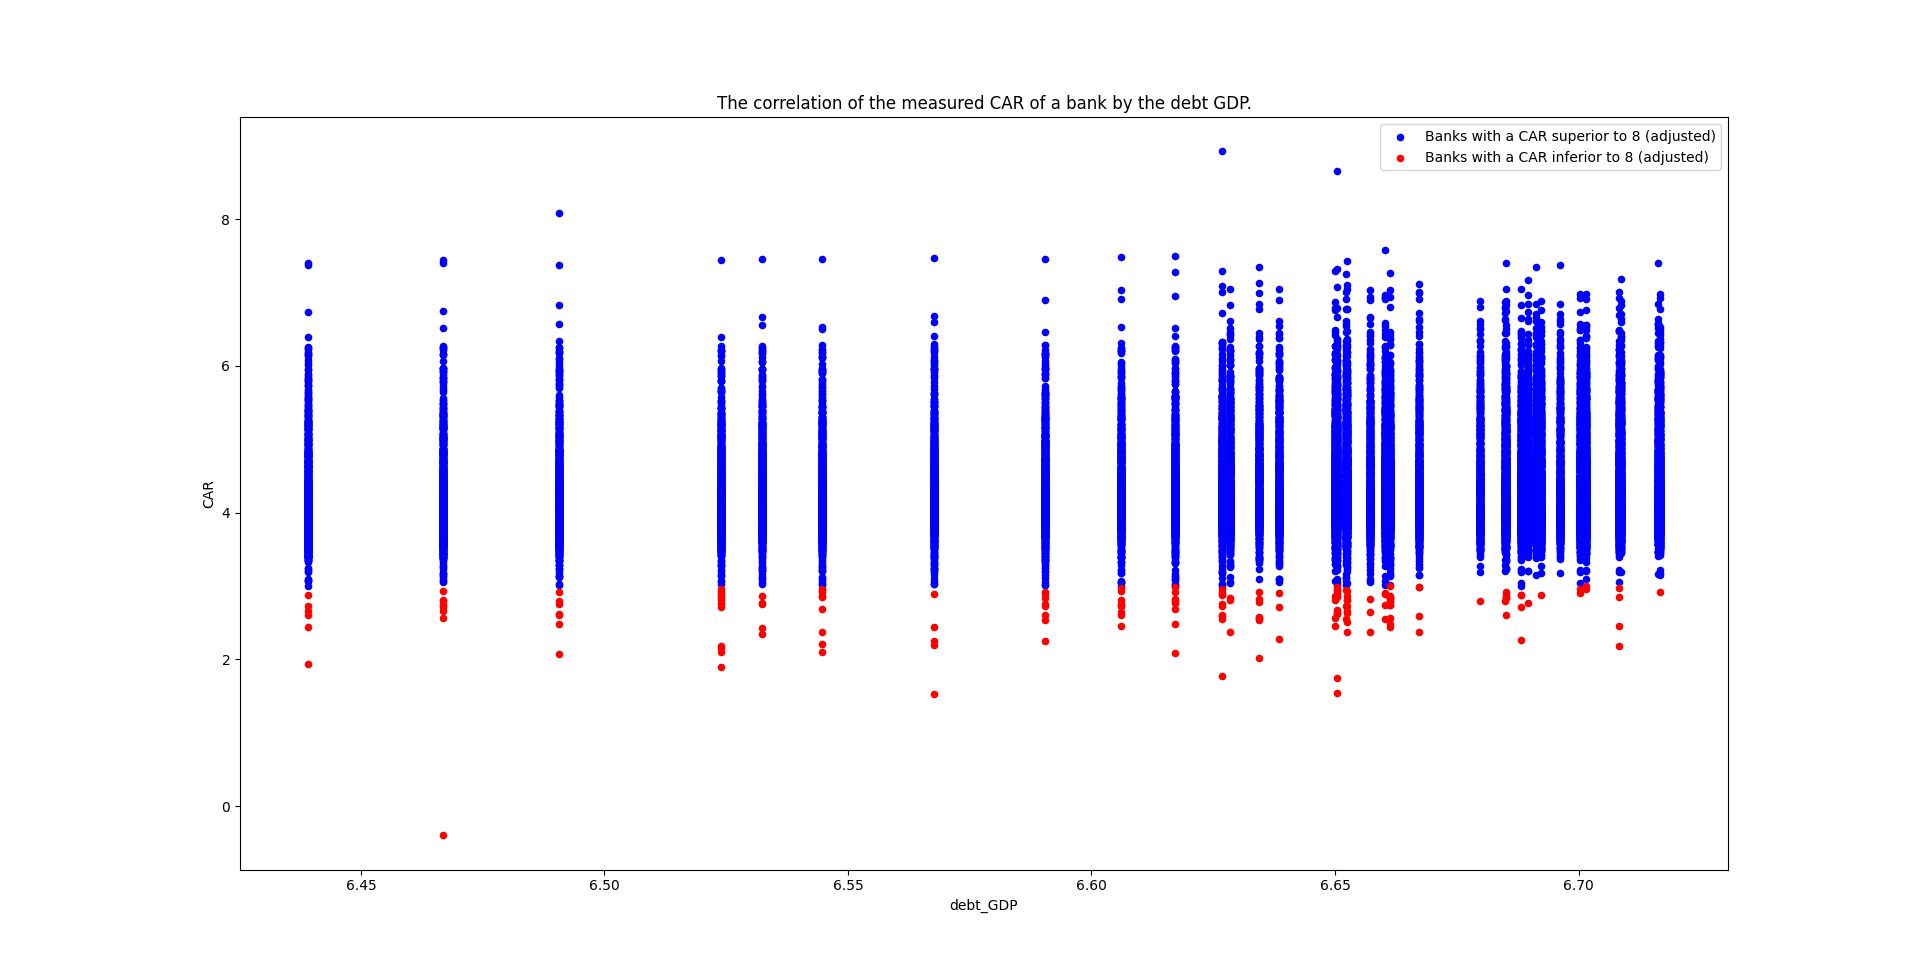 The correlation of the measured CAR of a bank by the debt GDP.
Banks with a CAR superior to 8 (adjusted)
Banks with a CAR inferior to 8 (adjusted)
8
6
4
2
0
CAR
6.45 6.50 6.55 6.60 6.65 6.70
debt_GDP